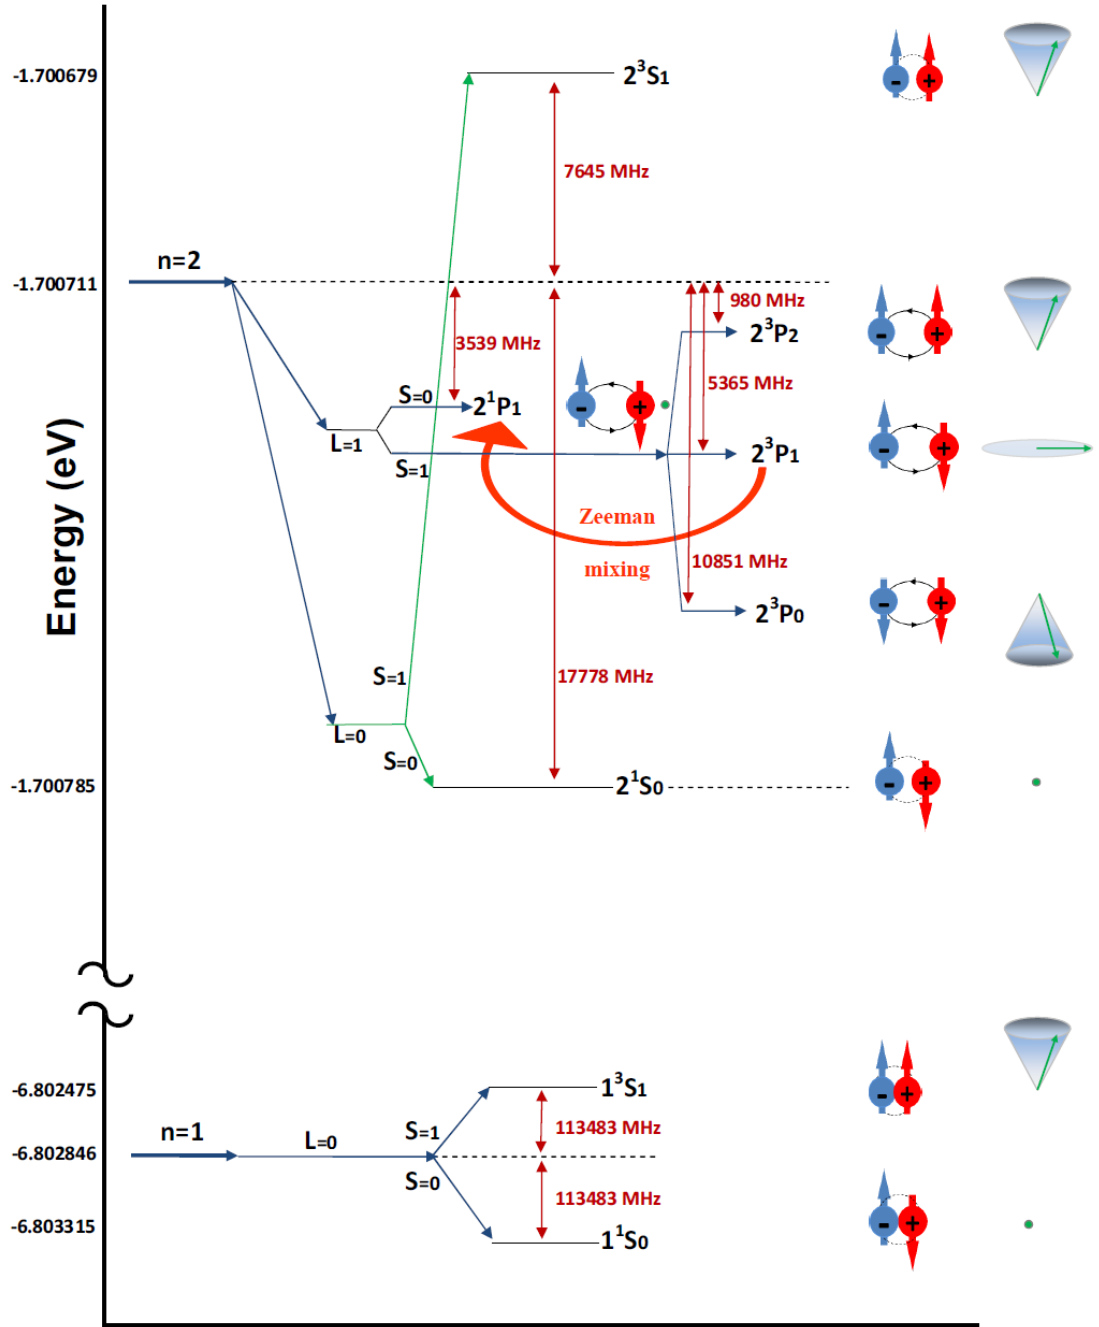 -1.700679
2³S₁
- +
7645 MHz
n=2
-1.700711
980 MHz
2³P₂
- +
3539 MHz
5365 MHz
S=0
2¹P₁
- +
L=1
S=1
2³P₁
- +
Zeeman
mixing
10851 MHz
2³P₀
- +
Energy (eV)
S=1
17778 MHz
L=0
S=0
-1.700785
2¹S₀
- +
-6.802475
1³S₁
- +
113483 MHz
n=1
L=0
S=1
-6.802846
S=0
113483 MHz
-6.803315
1¹S₀
- +